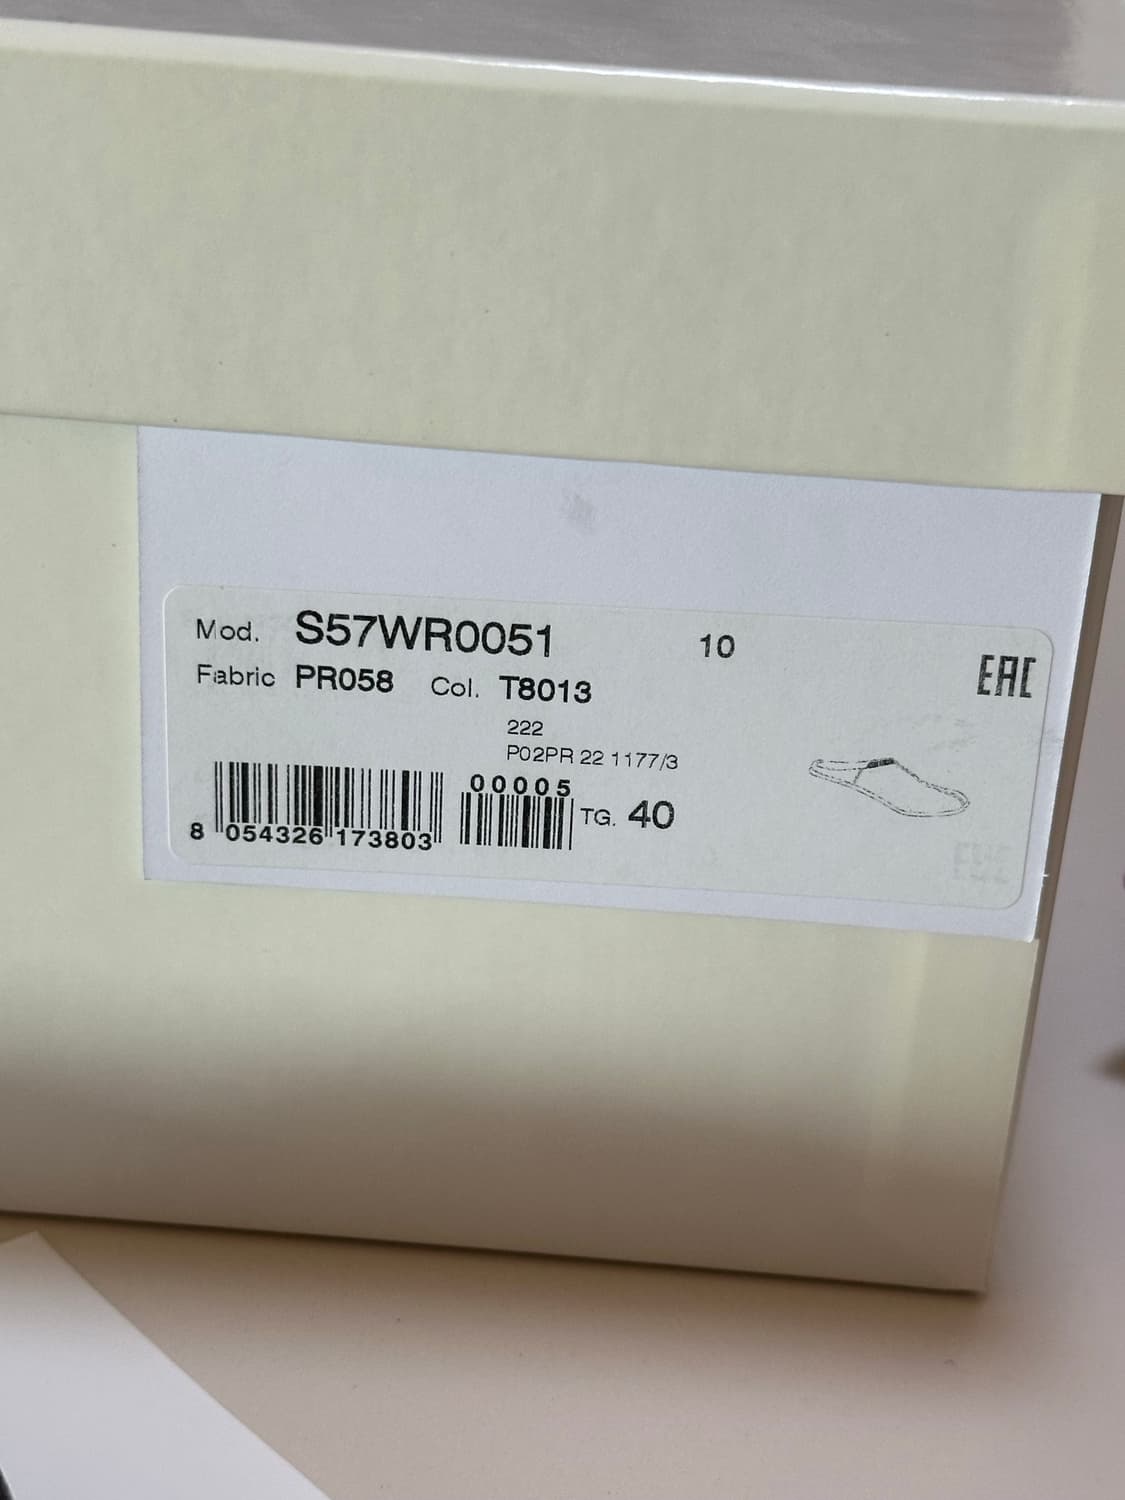 Mod. S57WR0051 10
Fabric PR058 Col. T8013
EAC
222
P02PR 22 1177/3
00005
TG. 40
8 054326 173803